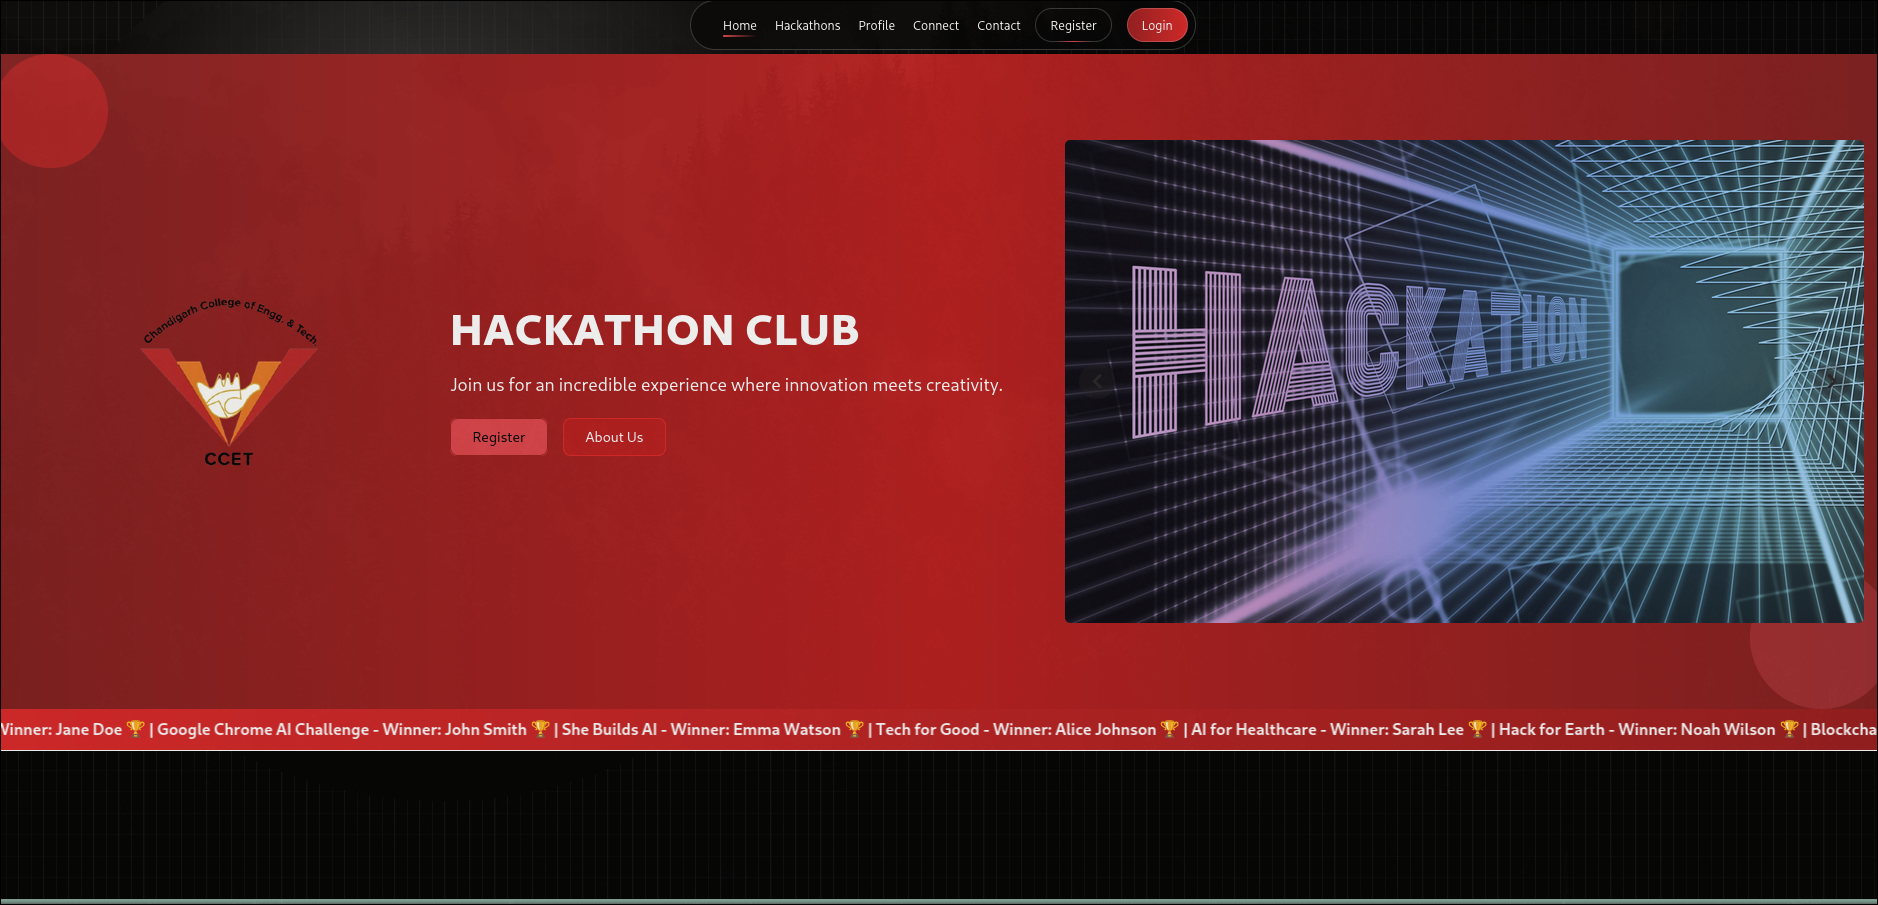 Home Hackathons Profile Connect Contact Register Login
Chandigarh College of Engg. & Tech
CCET
HACKATHON CLUB
Join us for an incredible experience where innovation meets creativity.
Register About Us
HACKATHON
Winner: Jane Doe 🏆 | Google Chrome AI Challenge - Winner: John Smith 🏆 | She Builds AI - Winner: Emma Watson 🏆 | Tech for Good - Winner: Alice Johnson 🏆 | AI for Healthcare - Winner: Sarah Lee 🏆 | Hack for Earth - Winner: Noah Wilson 🏆 | Blockcha